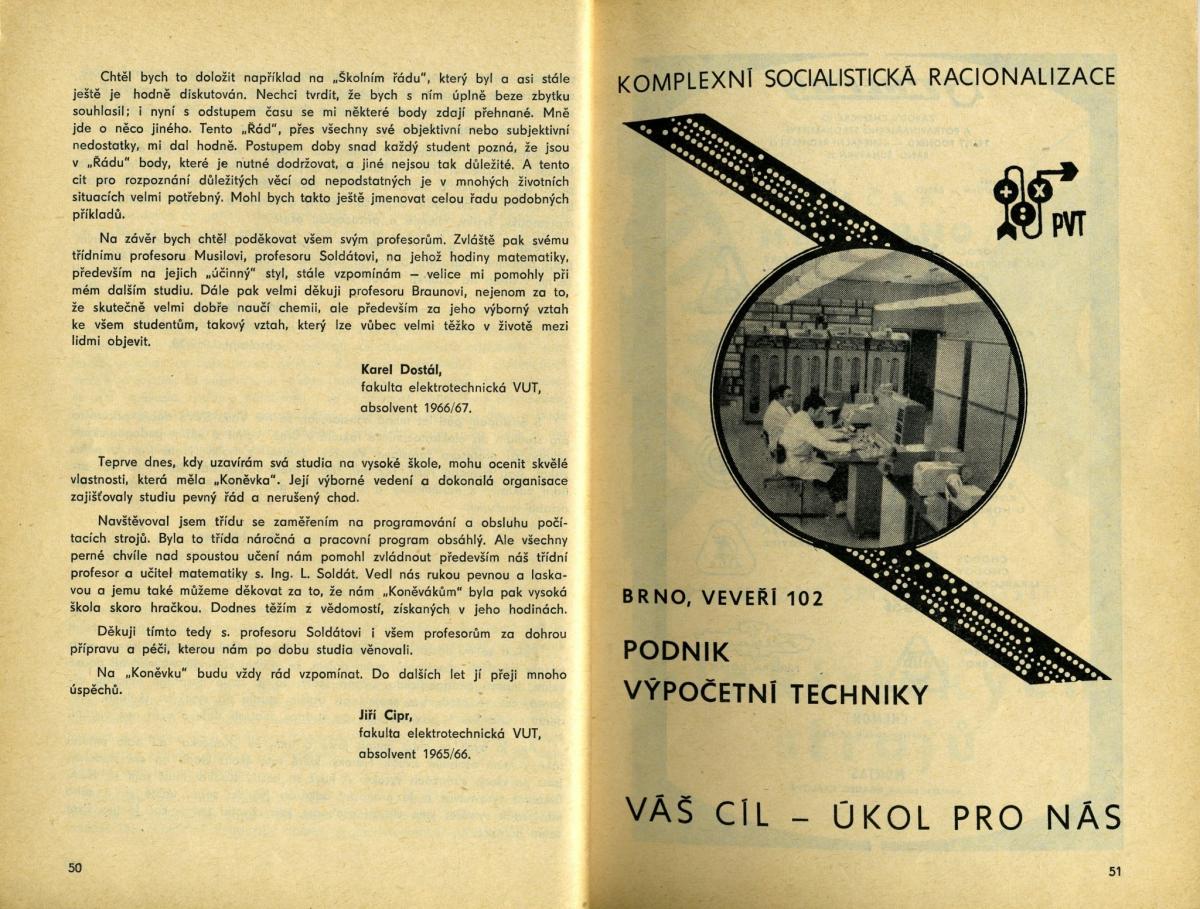 Chtěl bych to doložit například na „Školním řádu", který byl a asi stále
ještě je hodně diskutován. Nechci tvrdit, že bych s ním úplně beze zbytku
souhlasil; i nyní s odstupem času se mi některé body zdají přehnané. Mně
jde o něco jiného. Tento „Řád", přes všechny své objektivní nebo subjektivní
nedostatky, mi dal hodně. Postupem doby snad každý student pozná, že jsou
v „Řádu" body, které je nutné dodržovat, a jiné nejsou tak důležité. A tento
cit pro rozpoznání důležitých věcí od nepodstatných je v mnohých životních
situacích velmi potřebný. Mohl bych takto ještě jmenovat celou řadu podobných
příkladů.
Na závěr bych chtěl poděkovat všem svým profesorům. Zvláště pak svému
třídnímu profesoru Musilovi, profesoru Soldátovi, na jehož hodiny matematiky,
především na jejich „účinný" styl, stále vzpomínám – velice mi pomohly při
mém dalším studiu. Dále pak velmi děkuji profesoru Braunovi, nejenom za to,
že skutečně velmi dobře naučí chemii, ale především za jeho výborný vztah
ke všem studentům, takový vztah, který lze vůbec velmi těžko v životě mezi
lidmi objevit.
Karel Dostál,
fakulta elektrotechnická VUT,
absolvent 1966/67.
Teprve dnes, kdy uzavírám svá studia na vysoké škole, mohu ocenit skvělé
vlastnosti, která měla „Koněvka". Její výborné vedení a dokonalá organisace
zajišťovaly studiu pevný řád a nerušený chod.
Navštěvoval jsem třídu se zaměřením na programování a obsluhu počí-
tacích strojů. Byla to třída náročná a pracovní program obsáhlý. Ale všechny
perné chvíle nad spoustou učení nám pomohl zvládnout především náš třídní
profesor a učitel matematiky s. Ing. L. Soldát. Vedl nás rukou pevnou a laska-
vou a jemu také můžeme děkovat za to, že nám „Koněvákům" byla pak vysoká
škola skoro hračkou. Dodnes těžím z vědomostí, získaných v jeho hodinách.
Děkuji tímto tedy s. profesoru Soldátovi i všem profesorům za dohrou
přípravu a péči, kterou nám po dobu studia věnovali.
Na „Koněvku" budu vždy rád vzpomínat. Do dalších let jí přeji mnoho
úspěchů.
Jiří Cipr,
fakulta elektrotechnická VUT,
absolvent 1965/66.
50
KOMPLEXNÍ SOCIALISTICKÁ RACIONALIZACE
PVT
BRNO, VEVEŘÍ 102
PODNIK
VÝPOČETNÍ TECHNIKY
VÁŠ CÍL – ÚKOL PRO NÁS
51